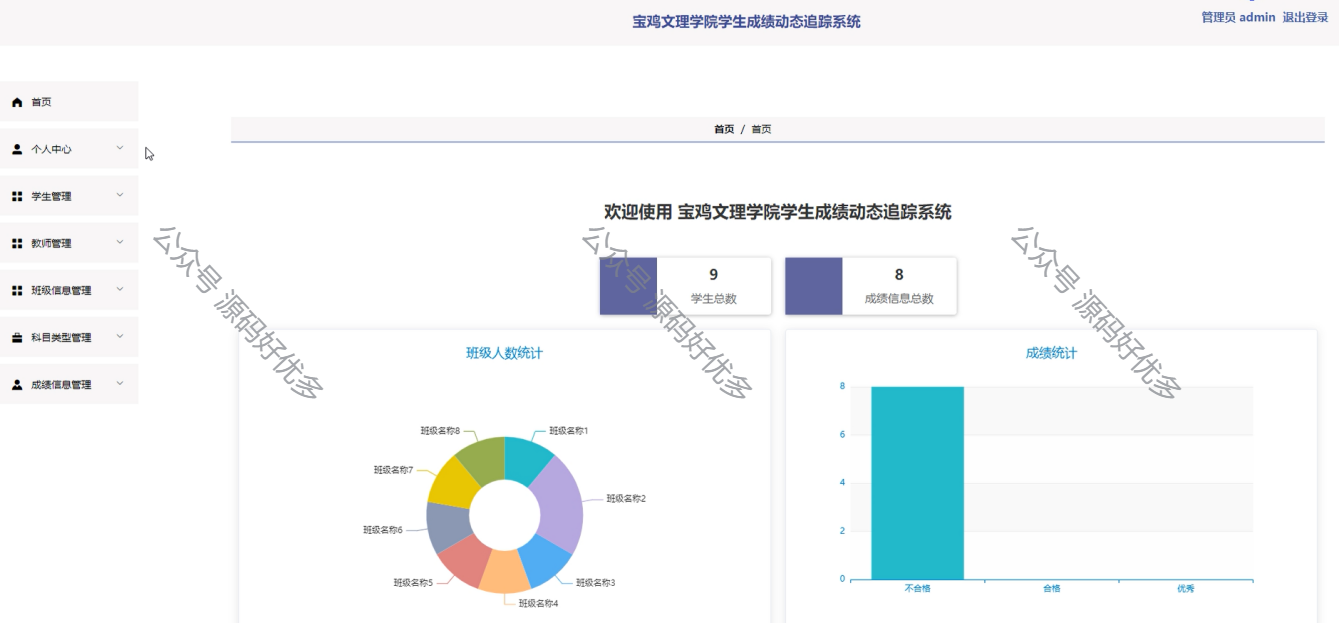 宝鸡文理学院学生成绩动态追踪系统
管理员 admin 退出登录
首页
个人中心
学生管理
教师管理
班级信息管理
科目类型管理
成绩信息管理
首页 / 首页
欢迎使用 宝鸡文理学院学生成绩动态追踪系统
9
学生总数
8
成绩信息总数
班级人数统计
班级名称8
班级名称1
班级名称7
班级名称2
班级名称6
班级名称5
班级名称3
班级名称4
成绩统计
8
6
4
2
0
不合格
合格
优秀
公众号 源码好优多
公众号 源码好优多
公众号 源码好优多